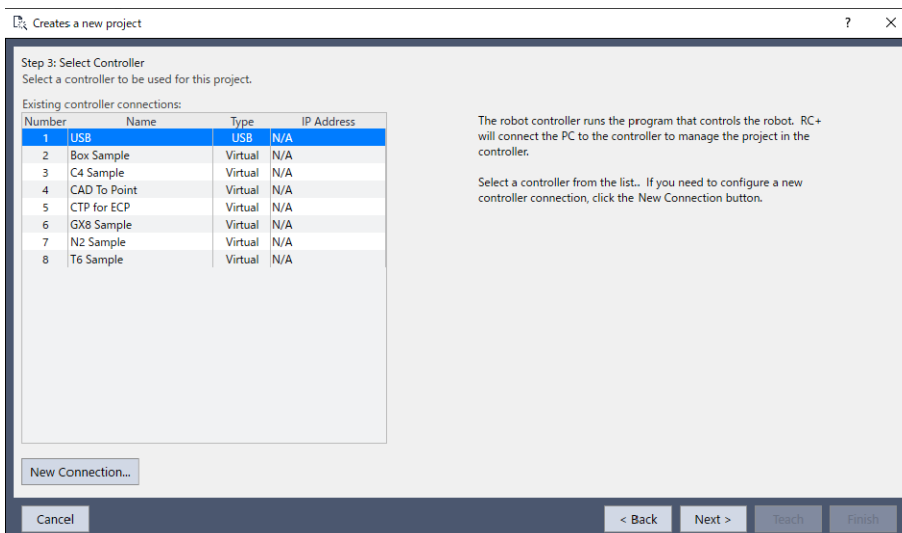 Creates a new project
?
Step 3: Select Controller
Select a controller to be used for this project.
Existing controller connections:
Number Name Type IP Address
1 USB USB N/A
2 Box Sample Virtual N/A
3 C4 Sample Virtual N/A
4 CAD To Point Virtual N/A
5 CTP for ECP Virtual N/A
6 GX8 Sample Virtual N/A
7 N2 Sample Virtual N/A
8 T6 Sample Virtual N/A
The robot controller runs the program that controls the robot. RC+
will connect the PC to the controller to manage the project in the
controller.
Select a controller from the list.. If you need to configure a new
controller connection, click the New Connection button.
New Connection...
Cancel
< Back
Next >
Teach
Finish